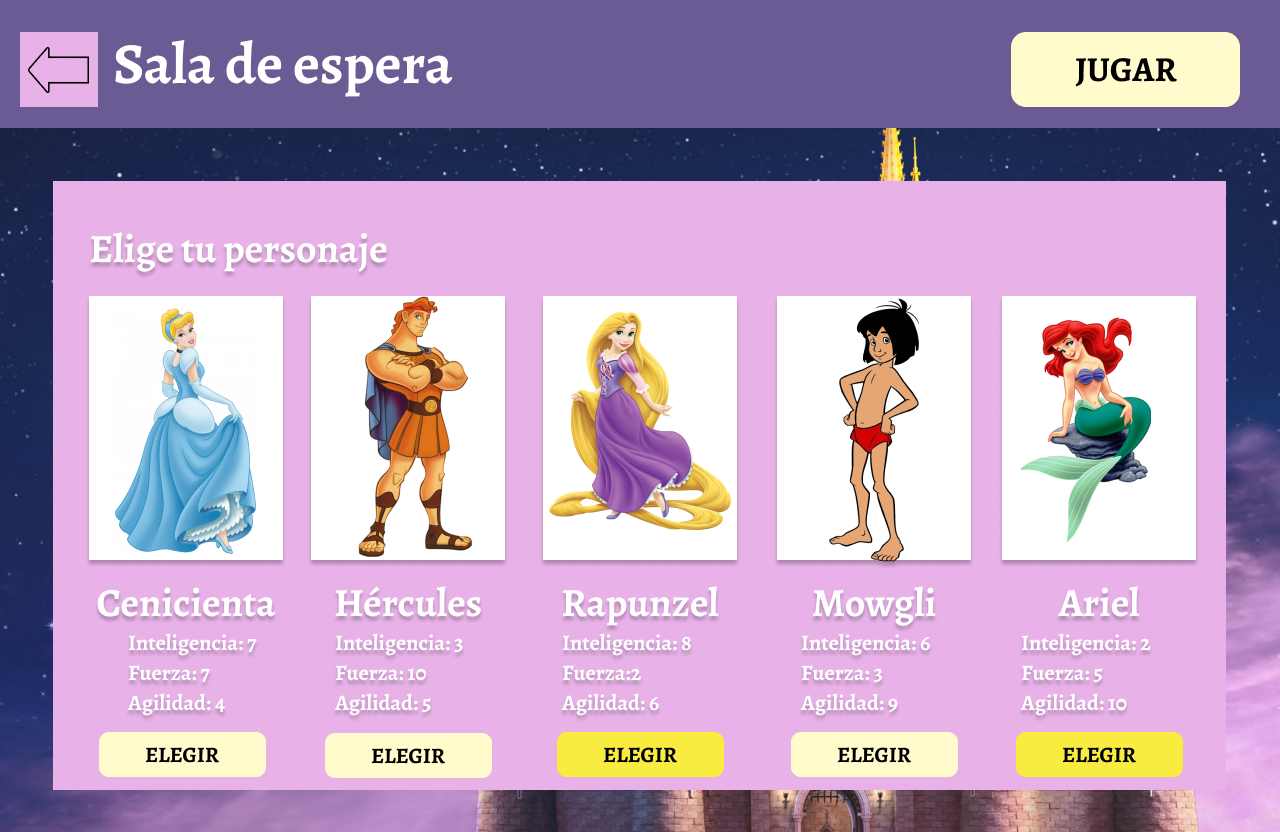 Sala de espera
JUGAR
Elige tu personaje
Cenicienta
Inteligencia: 7
Fuerza: 7
Agilidad: 4
ELEGIR
Hércules
Inteligencia: 3
Fuerza: 10
Agilidad: 5
ELEGIR
Rapunzel
Inteligencia: 8
Fuerza:2
Agilidad: 6
ELEGIR
Mowgli
Inteligencia: 6
Fuerza: 3
Agilidad: 9
ELEGIR
Ariel
Inteligencia: 2
Fuerza: 5
Agilidad: 10
ELEGIR